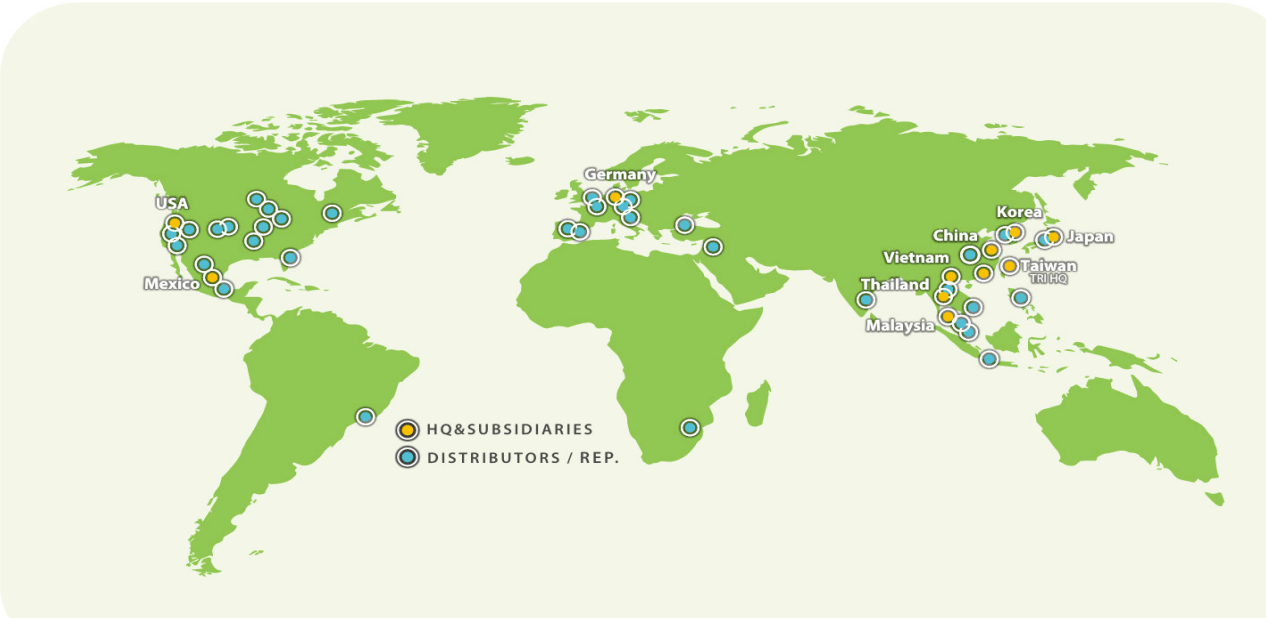 Germany
USA
Korea
China
Japan
Vietnam
Taiwan
TRI HQ
Mexico
Thailand
Malaysia
HQ&SUBSIDIARIES
DISTRIBUTORS / REP.